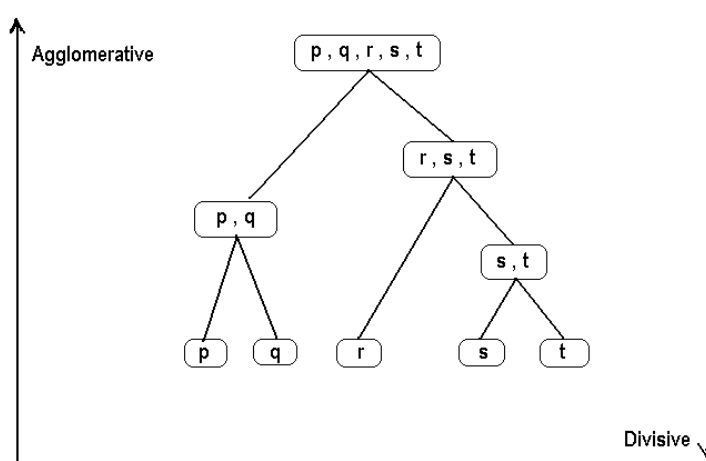 p , q , r , s , t
Agglomerative
r , s , t
p , q
s , t
p
q
r
s
t
Divisive